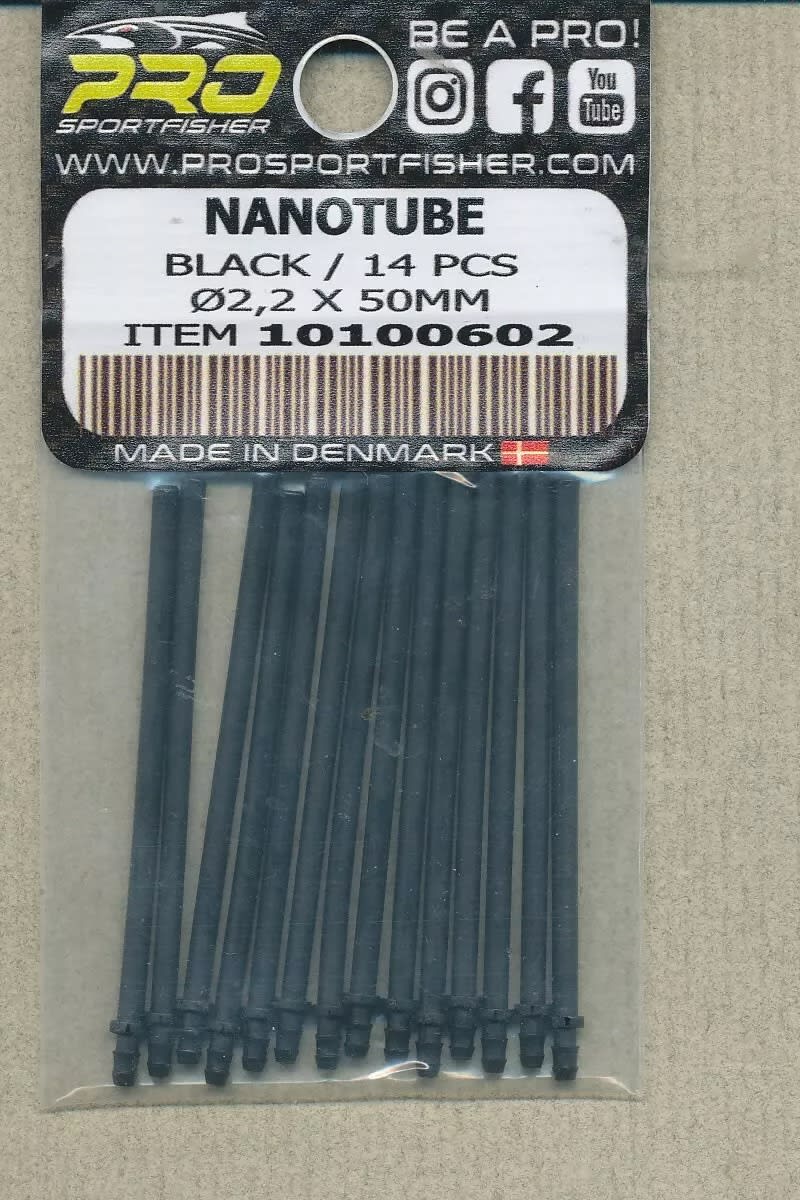 PRO
SPORTFISHER
BE A PRO!
You
Tube
WWW.PROSPORTFISHER.COM
NANOTUBE
BLACK / 14 PCS
Ø2,2 X 50MM
ITEM 10100602
MADE IN DENMARK